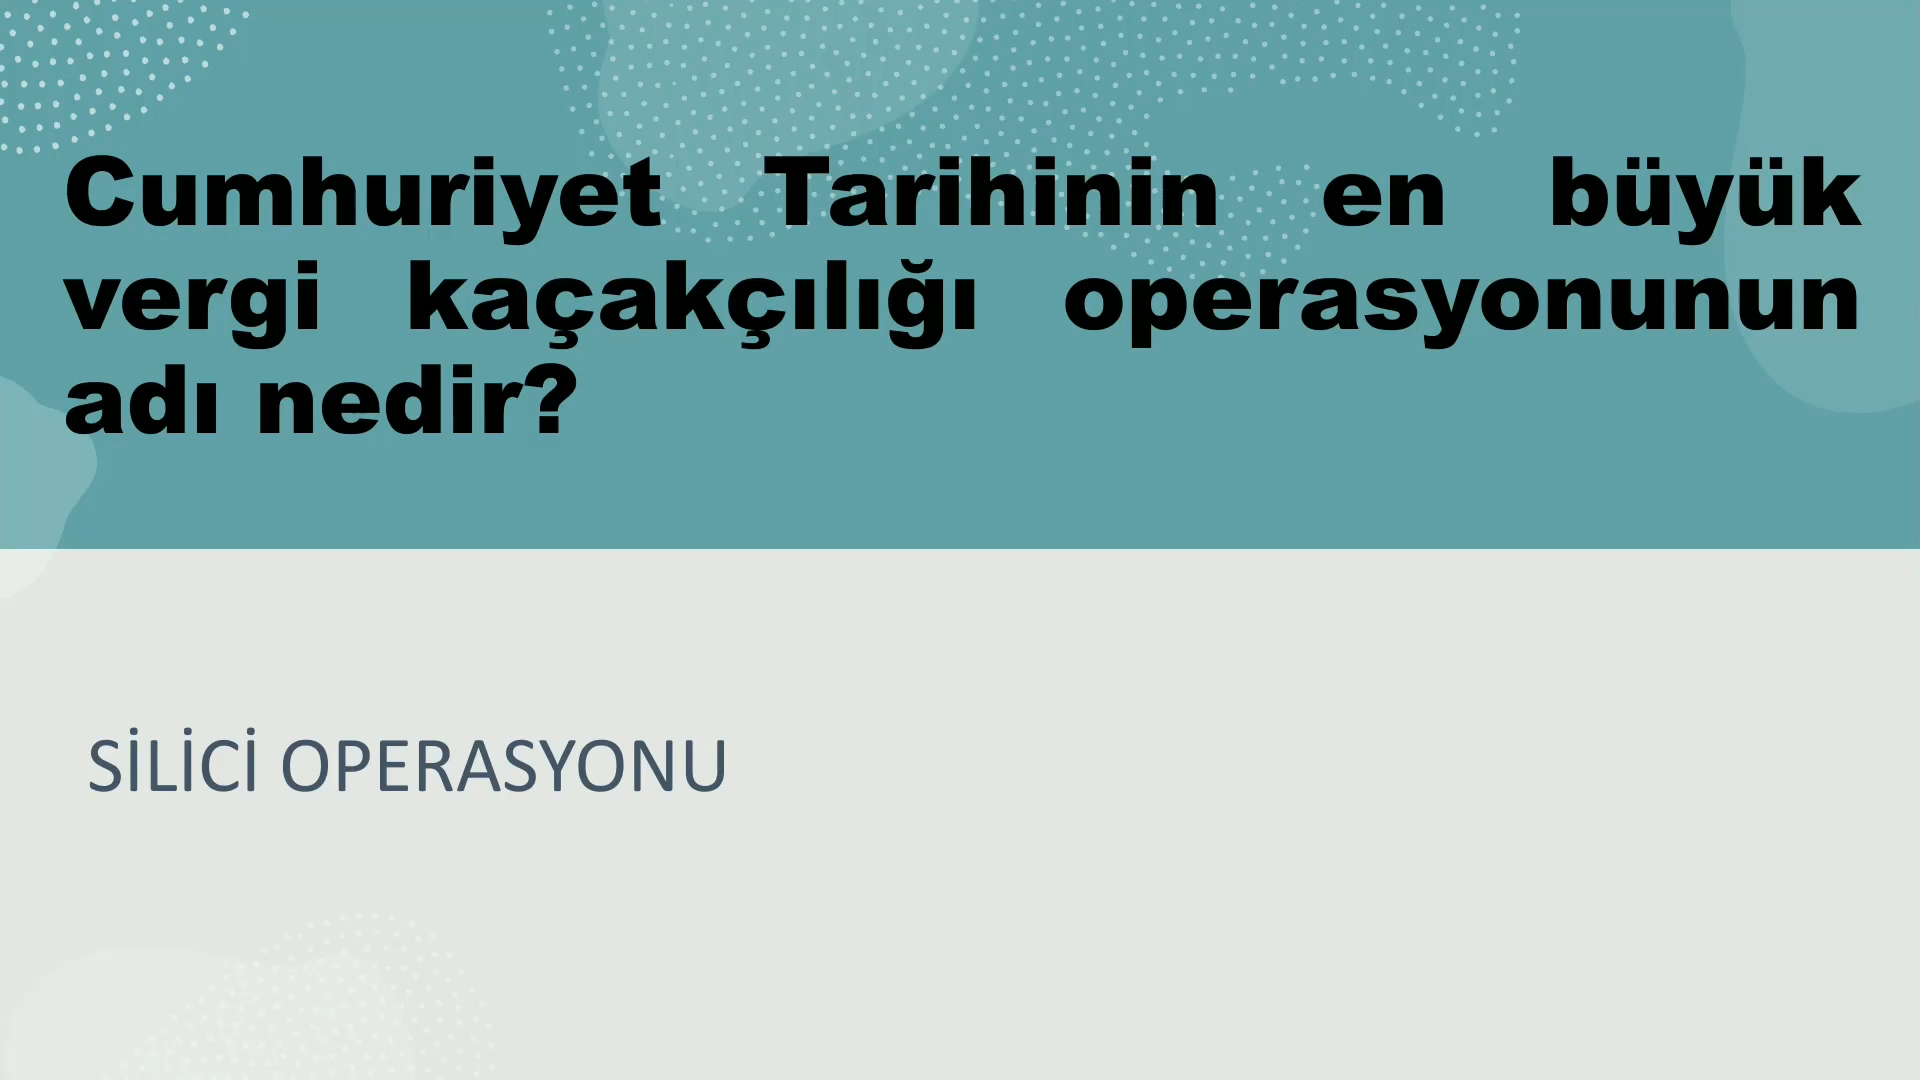 Cumhuriyet Tarihinin en büyük
vergi kaçakçılığı operasyonunun
adı nedir?
SİLİCİ OPERASYONU